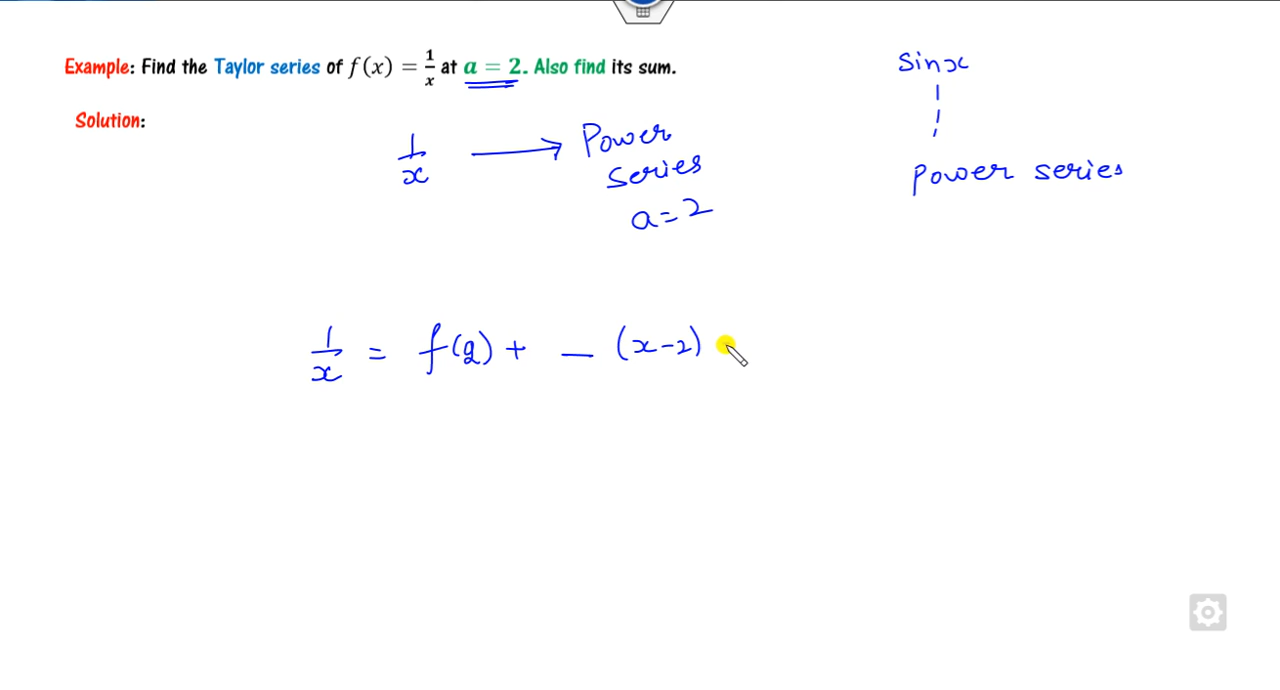 Example: Find the Taylor series of f(x) = 1/x at a = 2. Also find its sum.
Solution:
sinx
Power series
1/x ⟶ Power
series
a=2
1/x = f(2) + — (x-2)